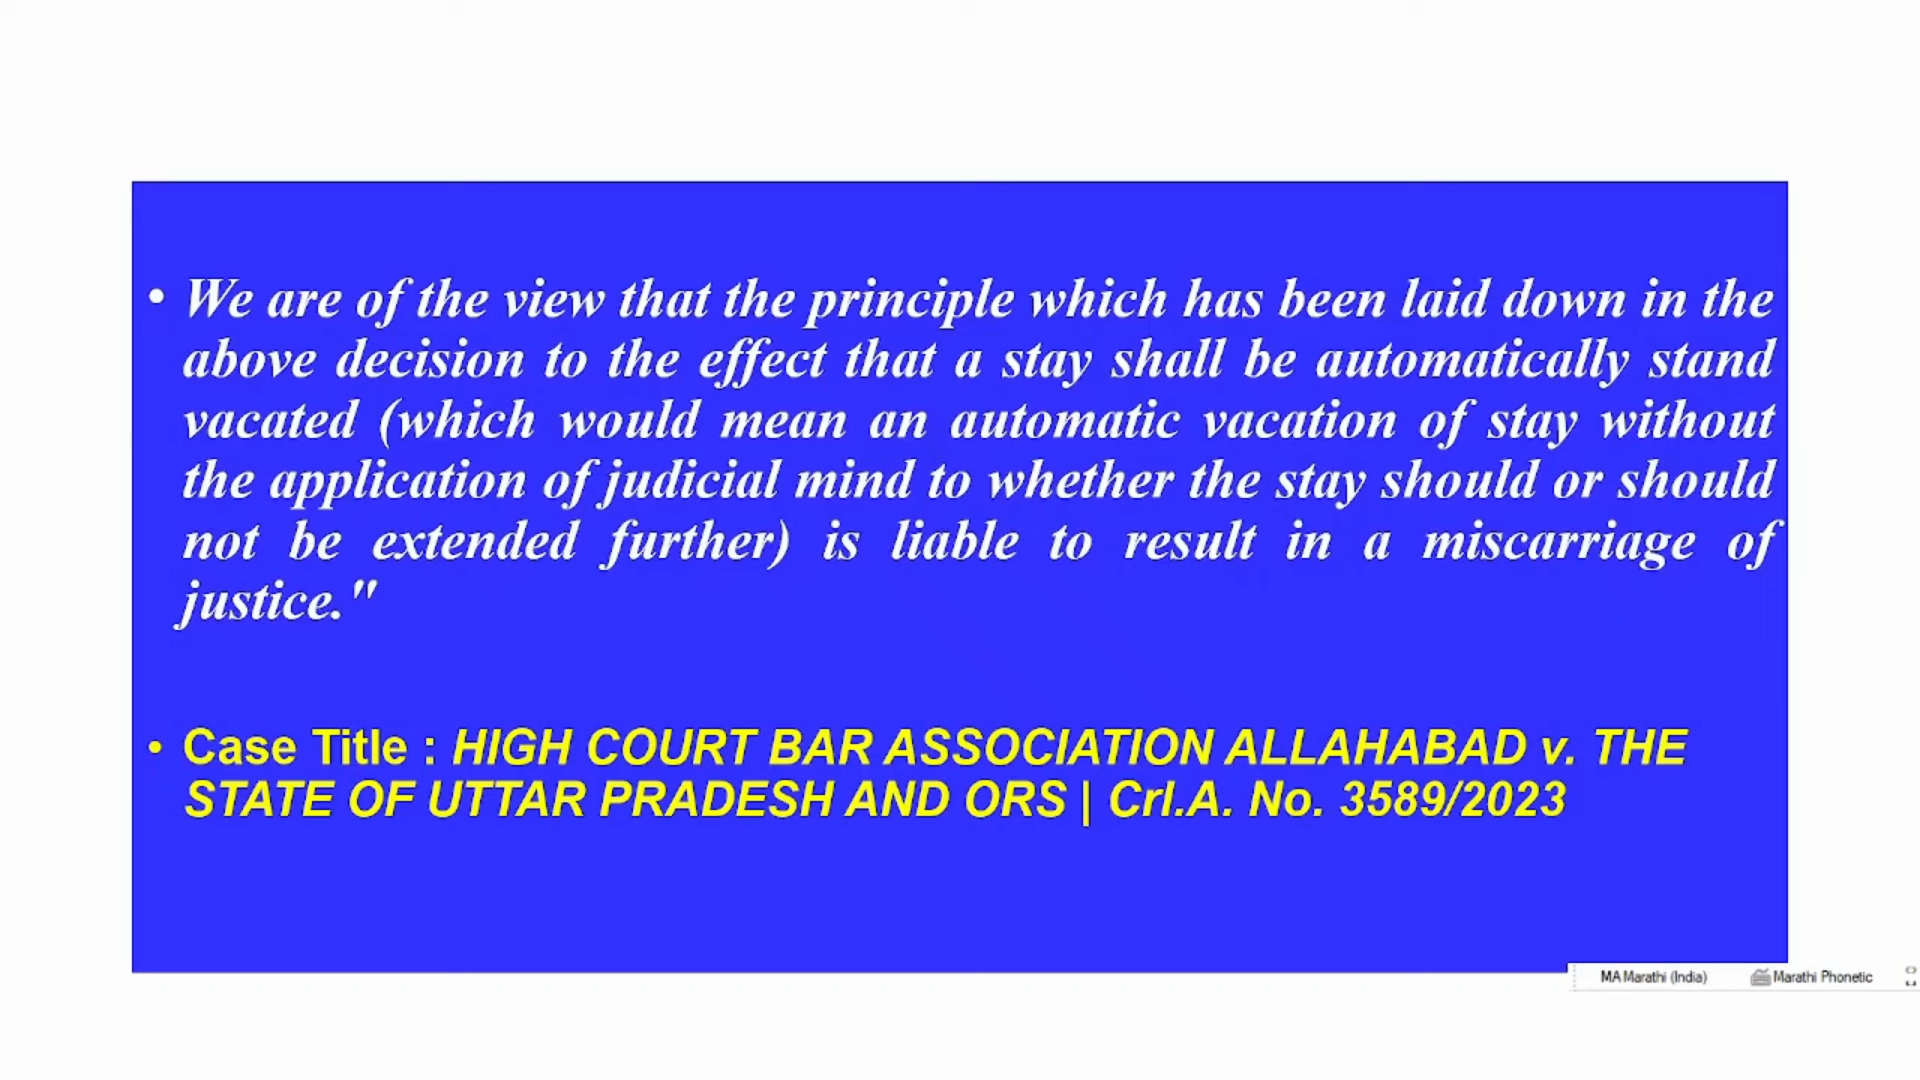 • We are of the view that the principle which has been laid down in the
above decision to the effect that a stay shall be automatically stand
vacated (which would mean an automatic vacation of stay without
the application of judicial mind to whether the stay should or should
not be extended further) is liable to result in a miscarriage of
justice."
• Case Title : HIGH COURT BAR ASSOCIATION ALLAHABAD v. THE
STATE OF UTTAR PRADESH AND ORS | Crl.A. No. 3589/2023
MA Marathi (India) Marathi Phonetic